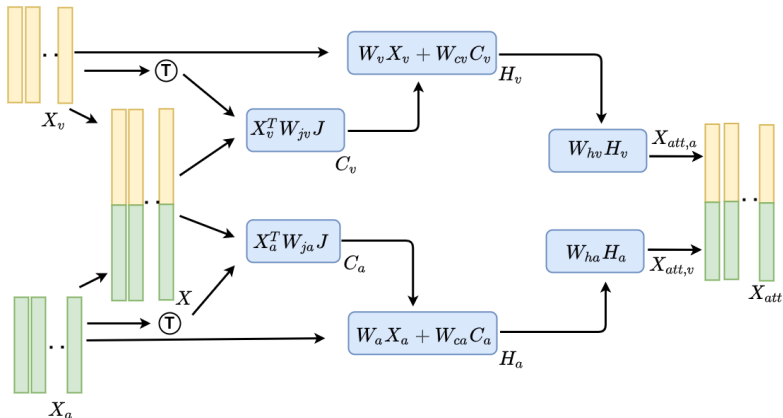 W_v X_v + W_{cv} C_v
T
H_v
X_v
X_v^T W_{jv} J
C_v
W_{hv} H_v
X_{att,a}
X_a^T W_{ja} J
C_a
W_{ha} H_a
X_{att,v}
X
X_{att}
T
W_a X_a + W_{ca} C_a
H_a
X_a